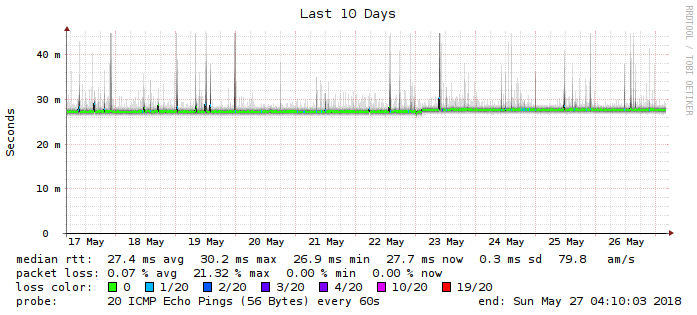 Last 10 Days
RRDTOOL / TOBI OETIKER
Seconds
40 m
30 m
20 m
10 m
0
17 May 18 May 19 May 20 May 21 May 22 May 23 May 24 May 25 May 26 May
median rtt: 27.4 ms avg 30.2 ms max 26.9 ms min 27.7 ms now 0.3 ms sd 79.8 am/s
packet loss: 0.07 % avg 21.32 % max 0.00 % min 0.00 % now
loss color: 0 1/20 2/20 3/20 4/20 10/20 19/20
probe: 20 ICMP Echo Pings (56 Bytes) every 60s end: Sun May 27 04:10:03 2018